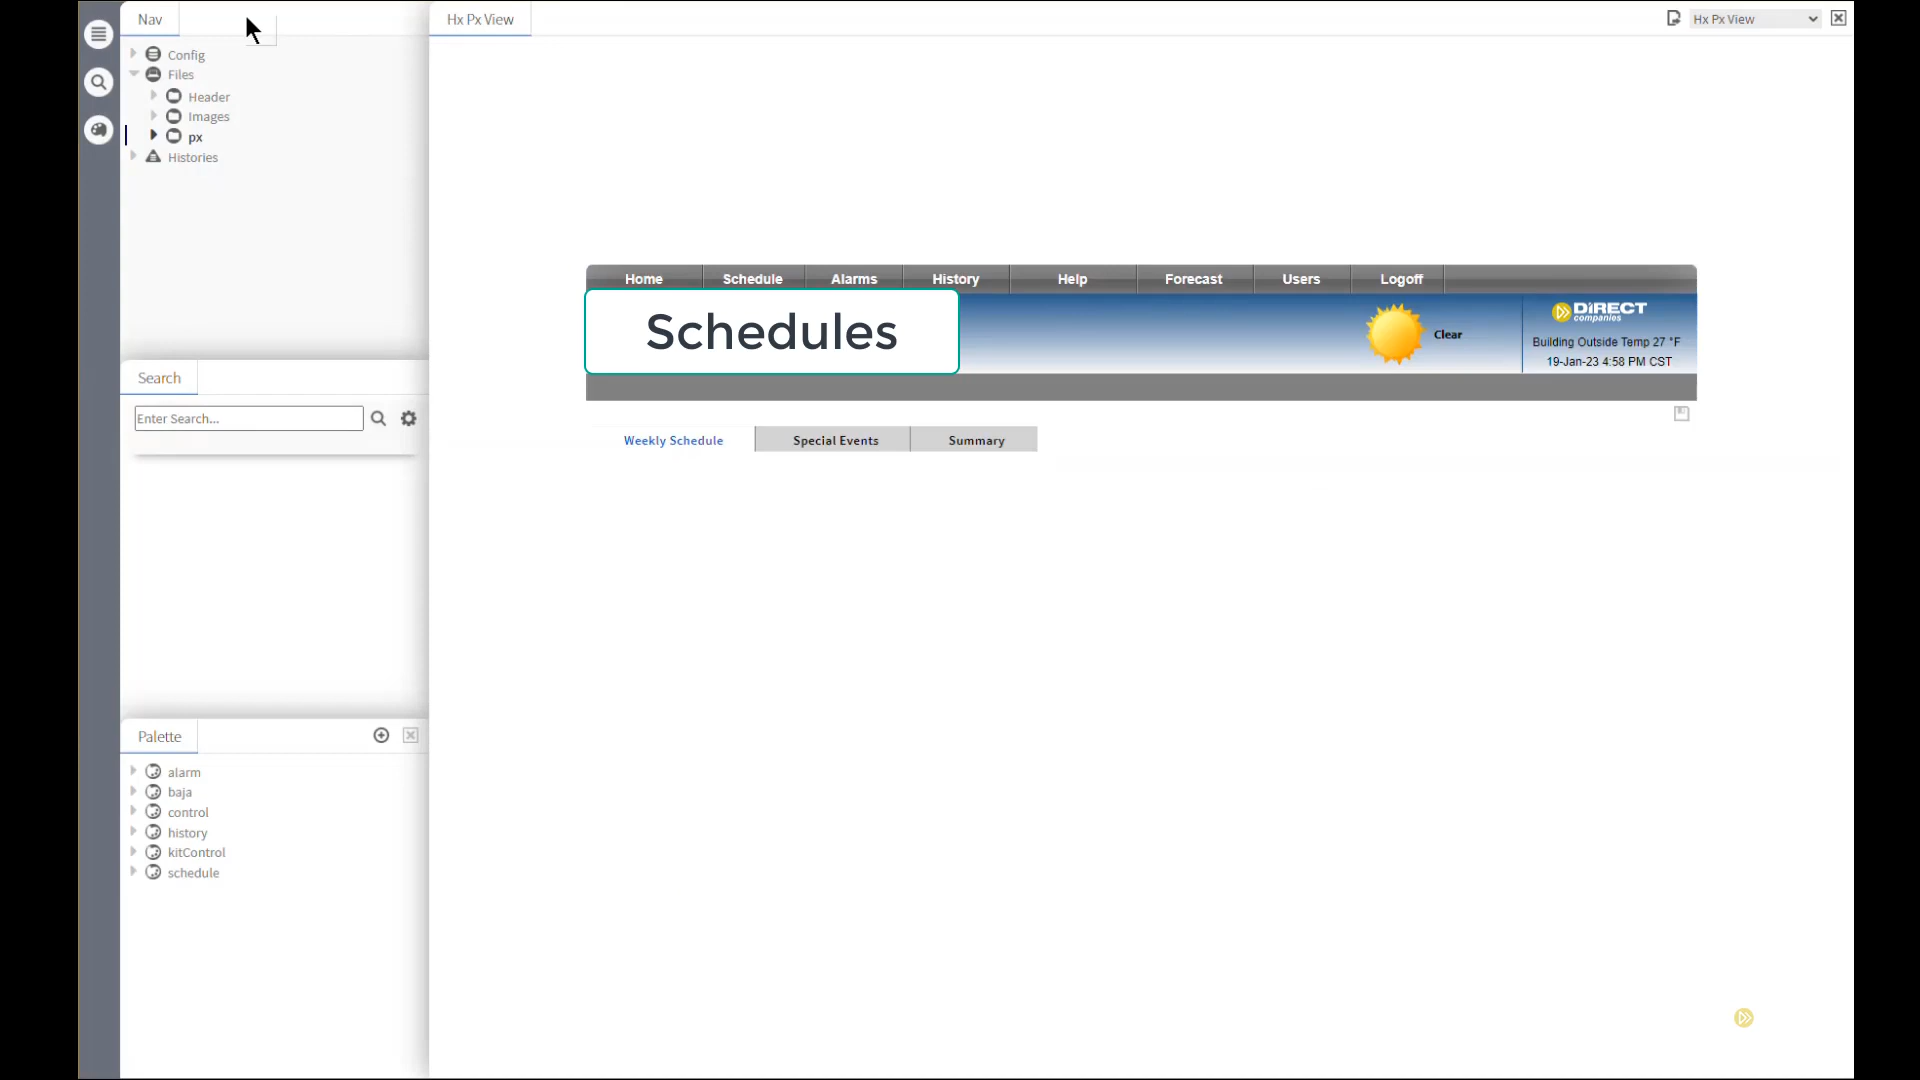 Nav
Config
Files
Header
Images
px
Histories
Search
Enter Search...
Palette
alarm
baja
control
history
kitControl
schedule
Hx Px View
Hx Px View
Home Schedule Alarms History Help Forecast Users Logoff
Schedules
Clear
DiRECT
companies
Building Outside Temp 27 °F
19-Jan-23 4:58 PM CST
Weekly Schedule Special Events Summary